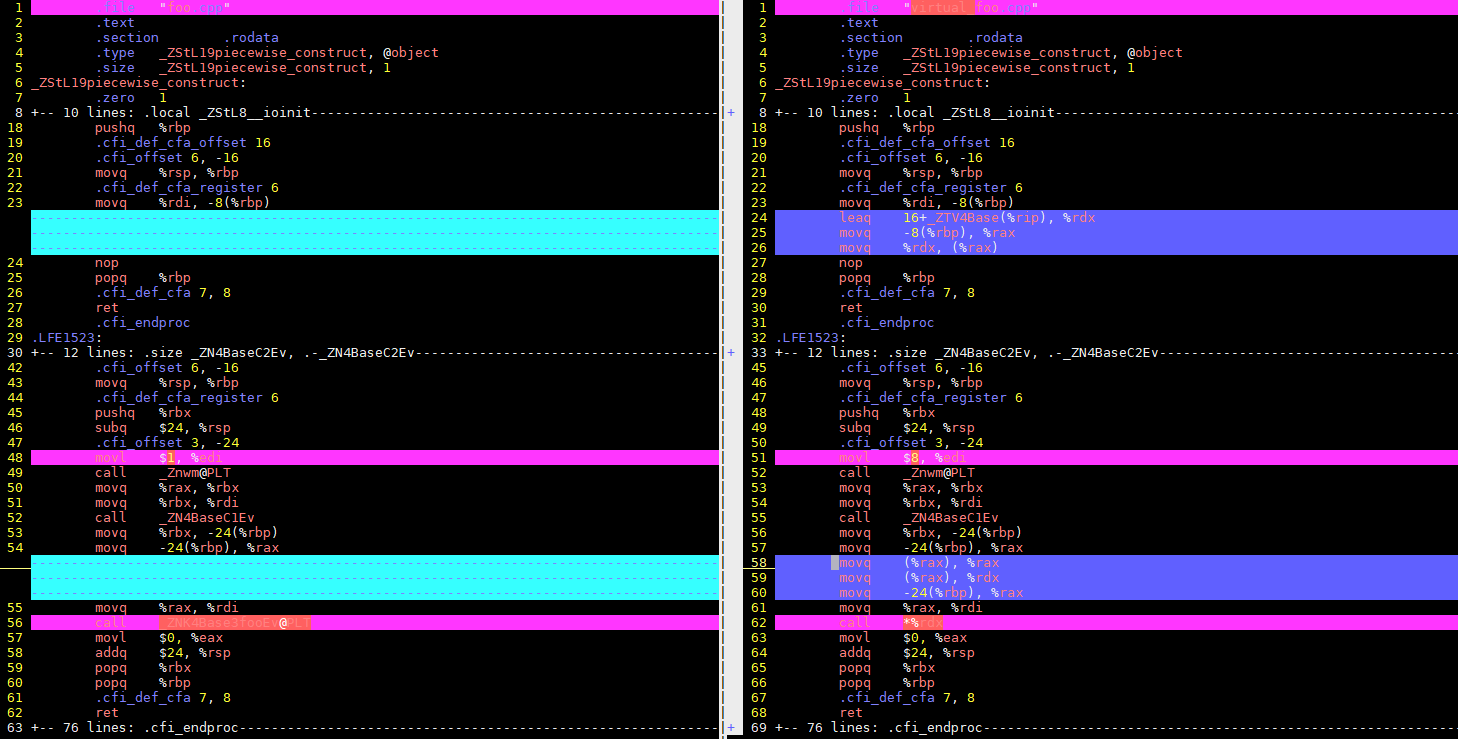 1 .file "foo.cpp"
2 .text
3 .section .rodata
4 .type _ZStL19piecewise_construct, @object
5 .size _ZStL19piecewise_construct, 1
6 _ZStL19piecewise_construct:
7 .zero 1
8 +-- 10 lines: .local _ZStL8__ioinit-----------------------------------------------------
18 pushq %rbp
19 .cfi_def_cfa_offset 16
20 .cfi_offset 6, -16
21 movq %rsp, %rbp
22 .cfi_def_cfa_register 6
23 movq %rdi, -8(%rbp)
24 nop
25 popq %rbp
26 .cfi_def_cfa 7, 8
27 ret
28 .cfi_endproc
29 .LFE1523:
30 +-- 12 lines: .size _ZN4BaseC2Ev, .-_ZN4BaseC2Ev--------------------------------------
42 .cfi_offset 6, -16
43 movq %rsp, %rbp
44 .cfi_def_cfa_register 6
45 pushq %rbx
46 subq $24, %rsp
47 .cfi_offset 3, -24
48 movl $1, %edi
49 call _Znwm@PLT
50 movq %rax, %rbx
51 movq %rbx, %rdi
52 call _ZN4BaseC1Ev
53 movq %rbx, -24(%rbp)
54 movq -24(%rbp), %rax
55 movq %rax, %rdi
56 call _ZNK4Base3fooEv@PLT
57 movl $0, %eax
58 addq $24, %rsp
59 popq %rbx
60 popq %rbp
61 .cfi_def_cfa 7, 8
62 ret
63 +-- 76 lines: .cfi_endproc------------------------------------------------------------
1 .file "virtual_foo.cpp"
2 .text
3 .section .rodata
4 .type _ZStL19piecewise_construct, @object
5 .size _ZStL19piecewise_construct, 1
6 _ZStL19piecewise_construct:
7 .zero 1
+ 8 +-- 10 lines: .local _ZStL8__ioinit-----------------------------------------------------
18 pushq %rbp
19 .cfi_def_cfa_offset 16
20 .cfi_offset 6, -16
21 movq %rsp, %rbp
22 .cfi_def_cfa_register 6
23 movq %rdi, -8(%rbp)
24 leaq 16+_ZTV4Base(%rip), %rdx
25 movq -8(%rbp), %rax
26 movq %rdx, (%rax)
27 nop
28 popq %rbp
29 .cfi_def_cfa 7, 8
30 ret
31 .cfi_endproc
32 .LFE1523:
+ 33 +-- 12 lines: .size _ZN4BaseC2Ev, .-_ZN4BaseC2Ev--------------------------------------
45 .cfi_offset 6, -16
46 movq %rsp, %rbp
47 .cfi_def_cfa_register 6
48 pushq %rbx
49 subq $24, %rsp
50 .cfi_offset 3, -24
51 movl $8, %edi
52 call _Znwm@PLT
53 movq %rax, %rbx
54 movq %rbx, %rdi
55 call _ZN4BaseC1Ev
56 movq %rbx, -24(%rbp)
57 movq -24(%rbp), %rax
58 movq (%rax), %rax
59 movq (%rax), %rdx
60 movq -24(%rbp), %rax
61 movq %rax, %rdi
62 call *%rdx
63 movl $0, %eax
64 addq $24, %rsp
65 popq %rbx
66 popq %rbp
67 .cfi_def_cfa 7, 8
68 ret
+ 69 +-- 76 lines: .cfi_endproc------------------------------------------------------------